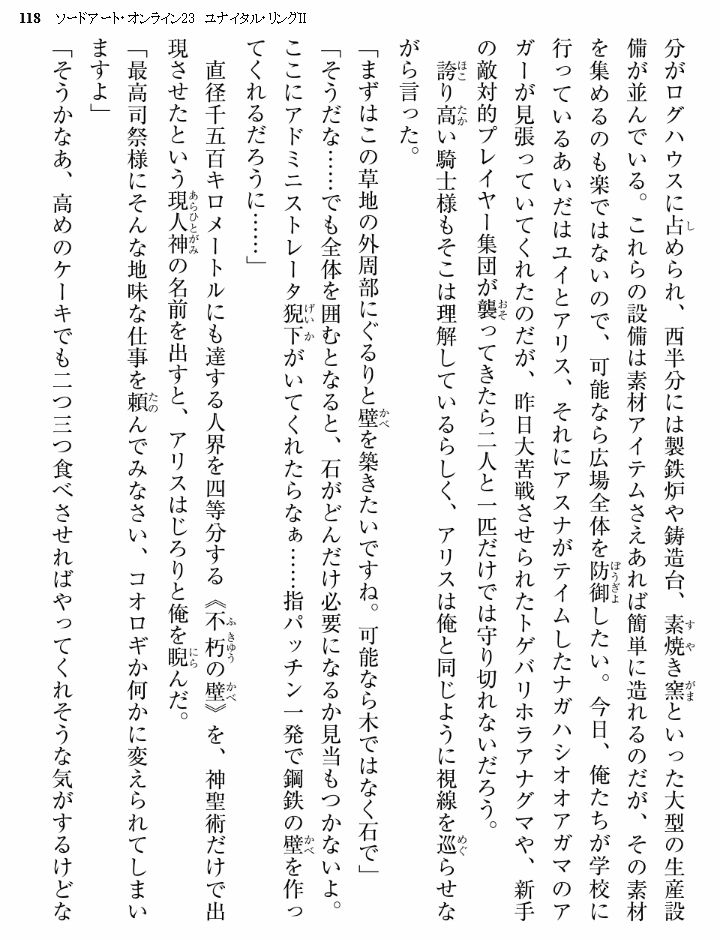 118 ソードアート・オンライン23 ユナイタル・リングⅡ
分がログハウスに占められ、西半分には製鉄炉や鋳造台、素焼き窯といった大型の生産設
備が並んでいる。これらの設備は素材アイテムさえあれば簡単に造れるのだが、その素材
を集めるのも楽ではないので、可能なら広場全体を防御したい。今日、俺たちが学校に
行っているあいだはユイとアリス、それにアスナがテイムしたナガハシオオアガマのア
ガーが見張っていてくれたのだが、昨日大苦戦させられたトゲバリホラアナグマや、新手
の敵対的プレイヤー集団が襲ってきたら二人と一匹だけでは守り切れないだろう。
誇り高い騎士様もそこは理解しているらしく、アリスは俺と同じように視線を巡らせな
がら言った。
「まずはこの草地の外周部にぐるりと壁を築きたいですね。可能なら木ではなく石で」
「そうだな……でも全体を囲むとなると、石がどんだけ必要になるか見当もつかないよ。
ここにアドミニストレータ猊下がいてくれたらなぁ……指パッチン一発で鋼鉄の壁を作っ
てくれるだろうに……」
直径千五百キロメートルにも達する人界を四等分する《不朽の壁》を、神聖術だけで出
現させたという現人神の名前を出すと、アリスはじろりと俺を睨んだ。
「最高司祭様にそんな地味な仕事を頼んでみなさい、コオロギか何かに変えられてしまい
ますよ」
「そうかなあ、高めのケーキでも二つ三つ食べさせればやってくれそうな気がするけどな